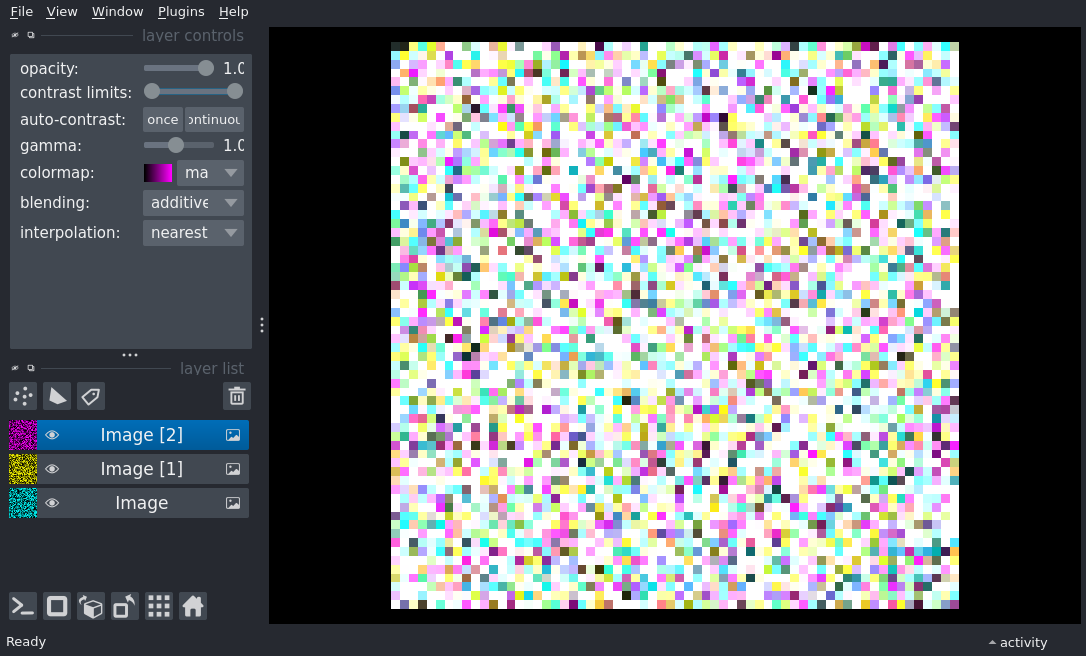 File View Window Plugins Help
layer controls
opacity: 1.0
contrast limits:
auto-contrast: once ontinuou
gamma: 1.0
colormap: ma
blending: additive
interpolation: nearest
layer list
Image [2]
Image [1]
Image
Ready
activity